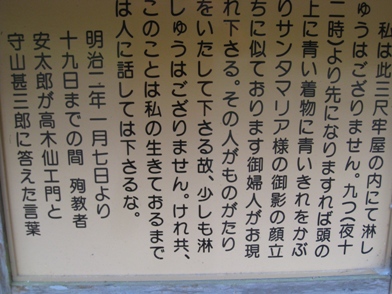 私は此三尺牢屋の内にて淋し
ゅうはござりません。九つ(夜十
二時)より先になりますれば頭の
上に青い着物に青いきれをかぶ
りサンタマリア様の御影の顔立
ちに似ております御婦人がお現
れ下さる。その人がものがたり
をいたして下さる故、少しも淋
しゅうはござりません。けれ共、
このことは私の生きておるまで
は人に話しては下さるな。
明治二年一月七日より
十九日までの間 殉教者
安太郎が高木仙エ門と
守山甚三郎に答えた言葉